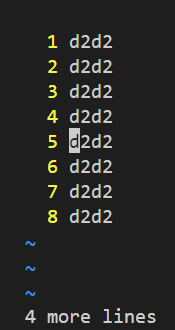 1 d2d2
2 d2d2
3 d2d2
4 d2d2
5 d2d2
6 d2d2
7 d2d2
8 d2d2
~
~
~
4 more lines